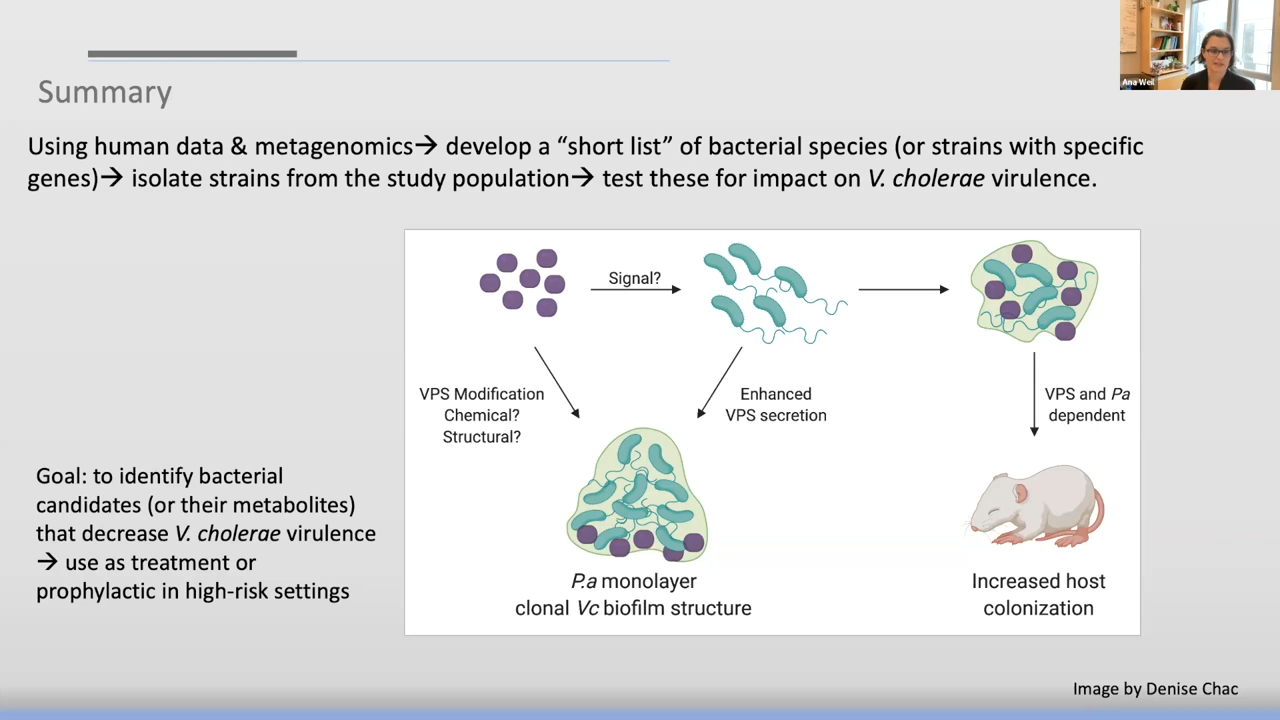 Ana Weil
Summary
Using human data & metagenomics→ develop a “short list” of bacterial species (or strains with specific
genes)→ isolate strains from the study population→ test these for impact on V. cholerae virulence.
Signal?
VPS Modification
Chemical?
Structural?
Enhanced
VPS secretion
VPS and Pa
dependent
Goal: to identify bacterial
candidates (or their metabolites)
that decrease V. cholerae virulence
→ use as treatment or
prophylactic in high-risk settings
P.a monolayer
clonal Vc biofilm structure
Increased host
colonization
Image by Denise Chac